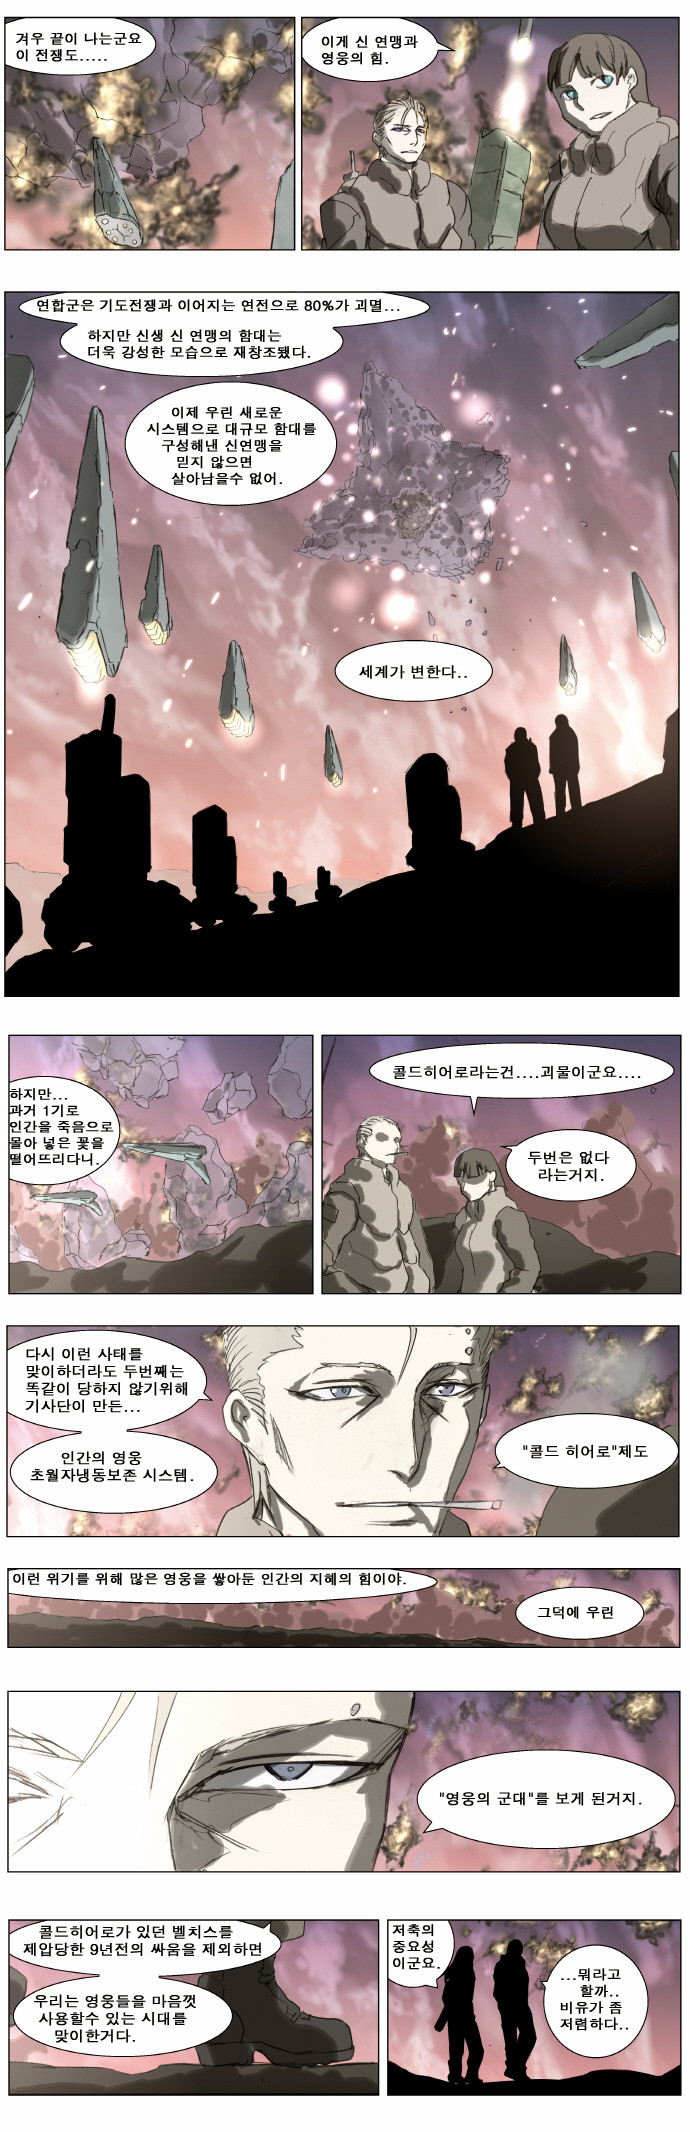 겨우 끝이 나는군요
이 전쟁도.....
이게 신 연맹과
영웅의 힘.
연합군은 기도전쟁과 이어지는 연전으로 80%가 괴멸...
하지만 신생 신 연맹의 함대는
더욱 강성한 모습으로 재창조됐다.
이제 우린 새로운
시스템으로 대규모 함대를
구성해낸 신연맹을
믿지 않으면
살아남을수 없어.
세계가 변한다..
하지만...
과거 1기로
인간을 죽음으로
몰아 넣은 꽃을
떨어뜨리다니.
콜드히어로라는건....괴물이군요....
두번은 없다
라는거지.
다시 이런 사태를
맞이하더라도 두번째는
똑같이 당하지 않기위해
기사단이 만든...
인간의 영웅
초월자냉동보존 시스템.
"콜드 히어로"제도
이런 위기를 위해 많은 영웅을 쌓아둔 인간의 지혜의 힘이야.
그덕에 우린
"영웅의 군대"를 보게 된거지.
콜드히어로가 있던 벨치스를
제압당한 9년전의 싸움을 제외하면
우리는 영웅들을 마음껏
사용할수 있는 시대를
맞이한거다.
저축의
중요성
이군요.
...뭐라고
할까..
비유가 좀
저렴하다..